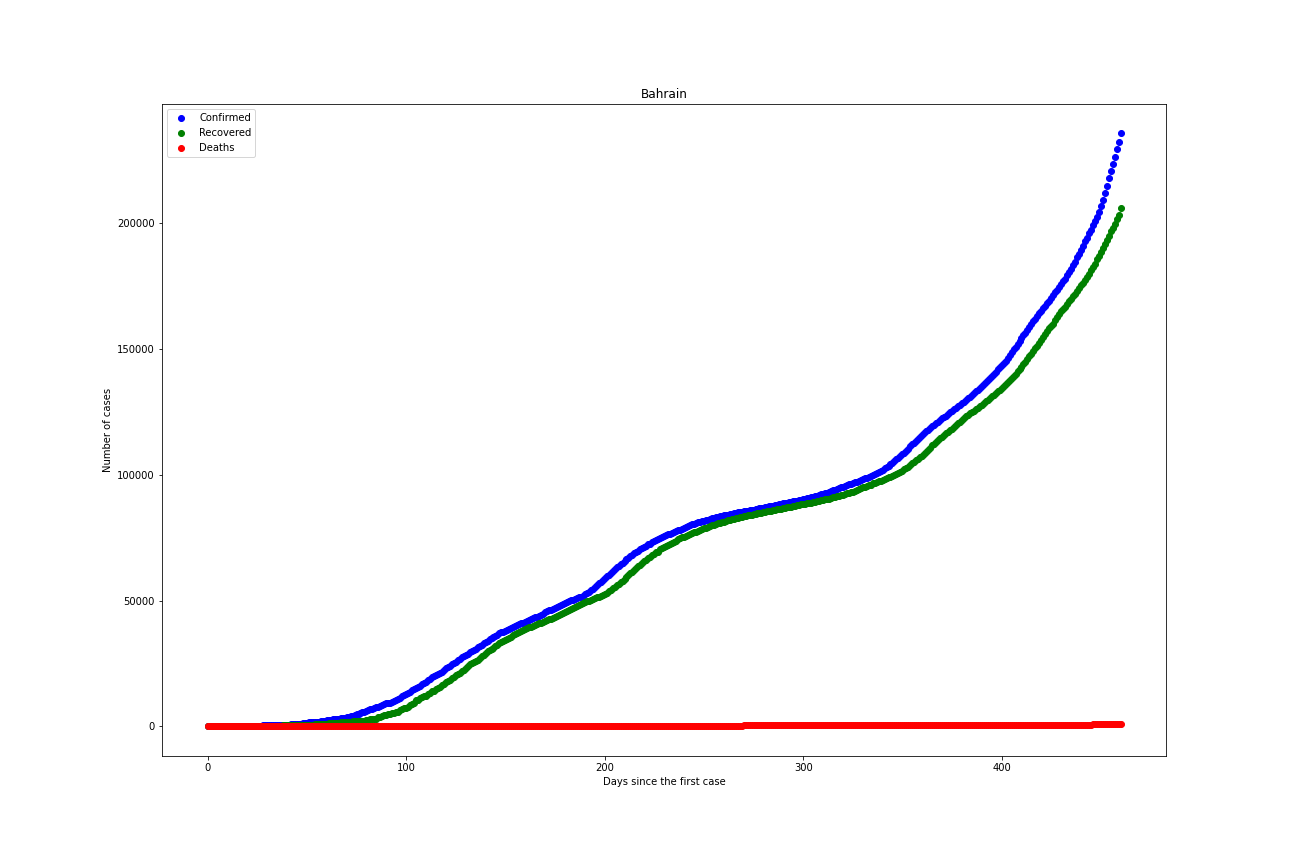 Bahrain
Confirmed
Recovered
Deaths
Number of cases
200000
150000
100000
50000
0
0 100 200 300 400
Days since the first case